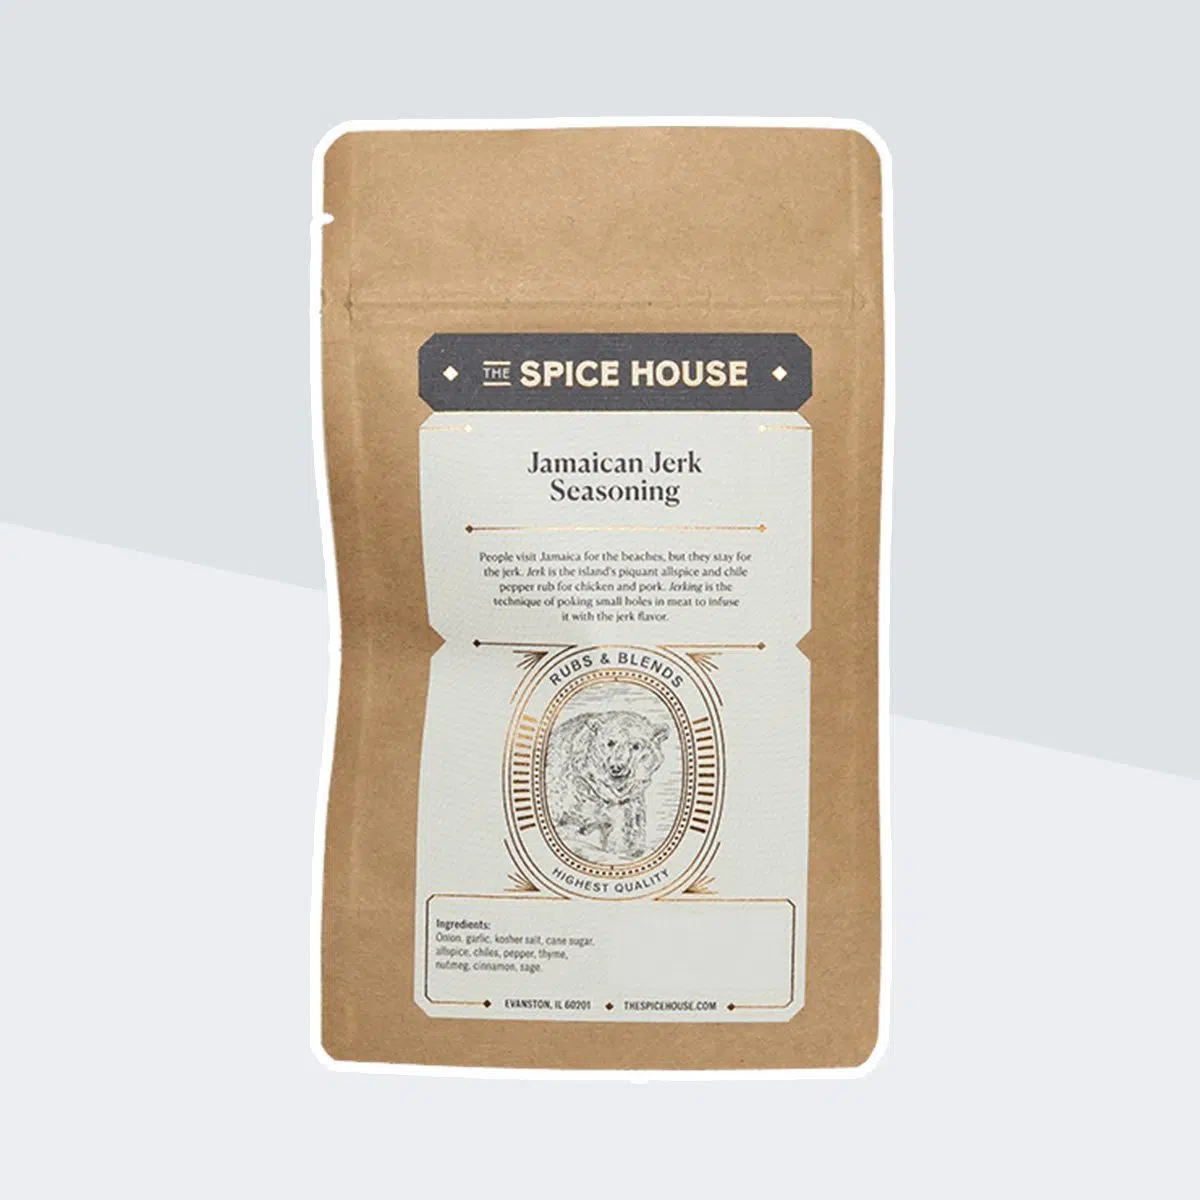 THE SPICE HOUSE
Jamaican Jerk
Seasoning
People visit Jamaica for the beaches, but they stay for
the jerk. Jerk is the island's piquant allspice and chile
pepper rub for chicken and pork. Jerking is the
technique of poking small holes in meat to infuse
it with the jerk flavor.
RUBS & BLENDS
HIGHEST QUALITY
Ingredients:
Onion, garlic, kosher salt, cane sugar,
allspice, chiles, pepper, thyme,
nutmeg, cinnamon, sage.
EVANSTON, IL 60201 THESPICEHOUSE.COM